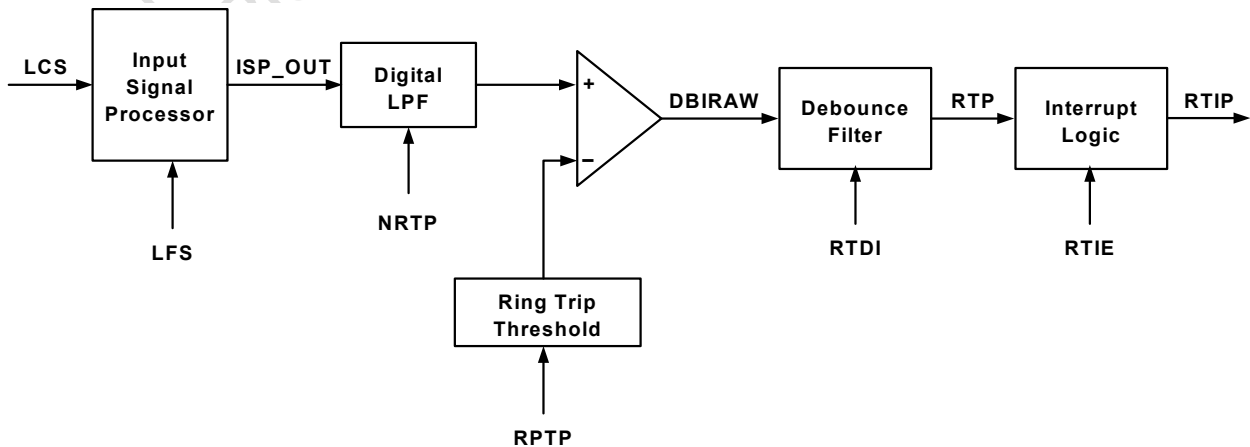 LCS
Input
Signal
Processor
ISP_OUT
Digital
LPF
+
−
DBIRAW
Debounce
Filter
RTP
Interrupt
Logic
RTIP
LFS
NRTP
RTDI
RTIE
Ring Trip
Threshold
RPTP